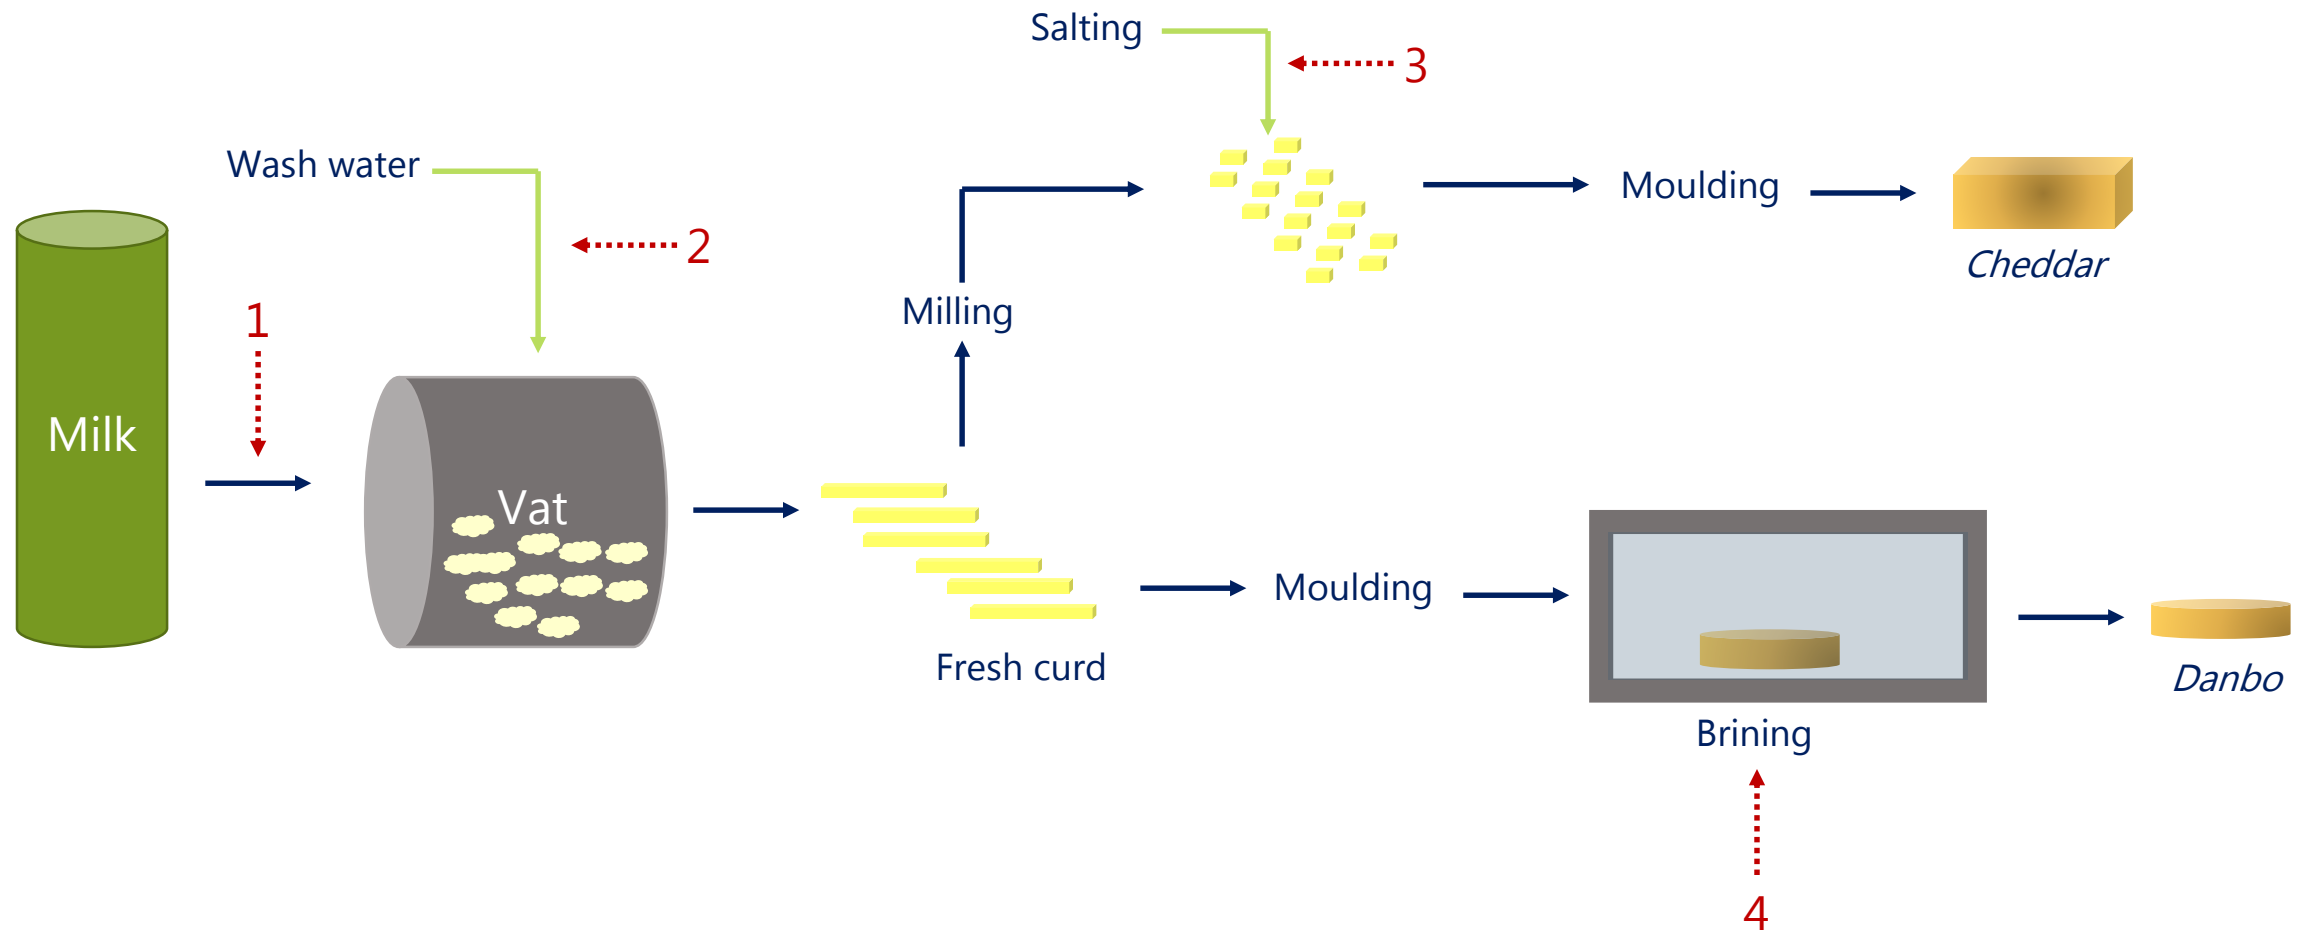 Salting
3
Wash water
Moulding
2
Cheddar
1
Milling
Milk
Vat
Moulding
Fresh curd
Danbo
Brining
4